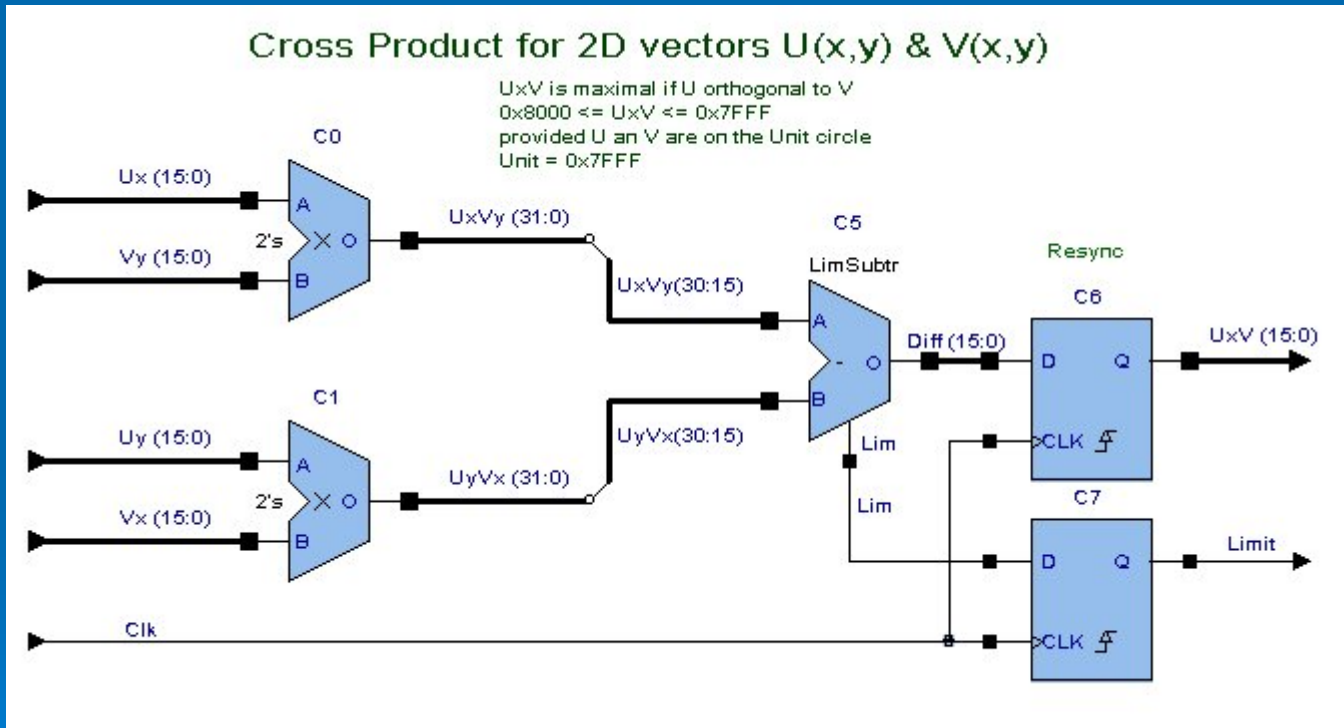 Cross Product for 2D vectors U(x,y) & V(x,y)
UxV is maximal if U orthogonal to V
0x8000 <= UxV <= 0x7FFF
provided U an V are on the Unit circle
Unit = 0x7FFF
C0
Ux (15:0)
A
2's
× O
Vy (15:0)
B
UxVy (31:0)
UxVy(30:15)
C1
Uy (15:0)
A
2's
× O
Vx (15:0)
B
UyVx (31:0)
UyVx(30:15)
C5
LimSubtr
A
- O
B
Diff (15:0)
Lim
Lim
Resync
C6
D Q
CLK
UxV (15:0)
C7
D Q
CLK
Limit
Clk